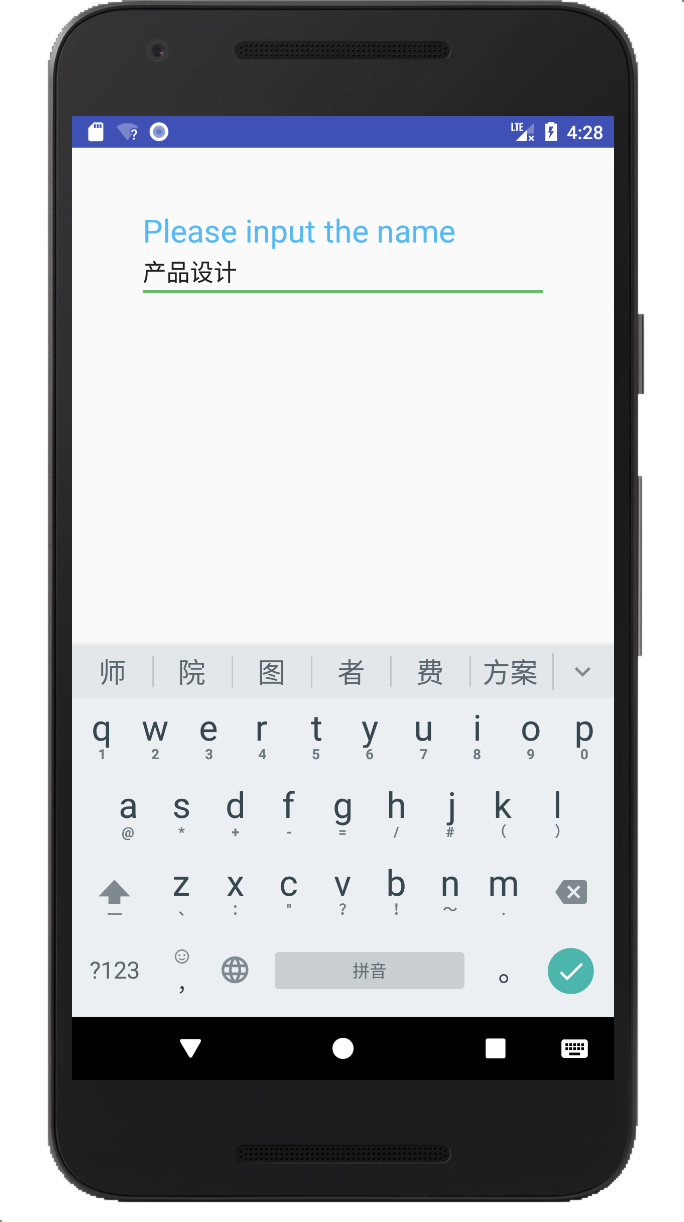 LTE 4:28
Please input the name
产品设计
师 院 图 者 费 方案
q w e r t y u i o p
1 2 3 4 5 6 7 8 9 0
a s d f g h j k l
@ * + - = / # ( )
z x c v b n m
、 : " ? ! ～ .
?123 , 拼音 。